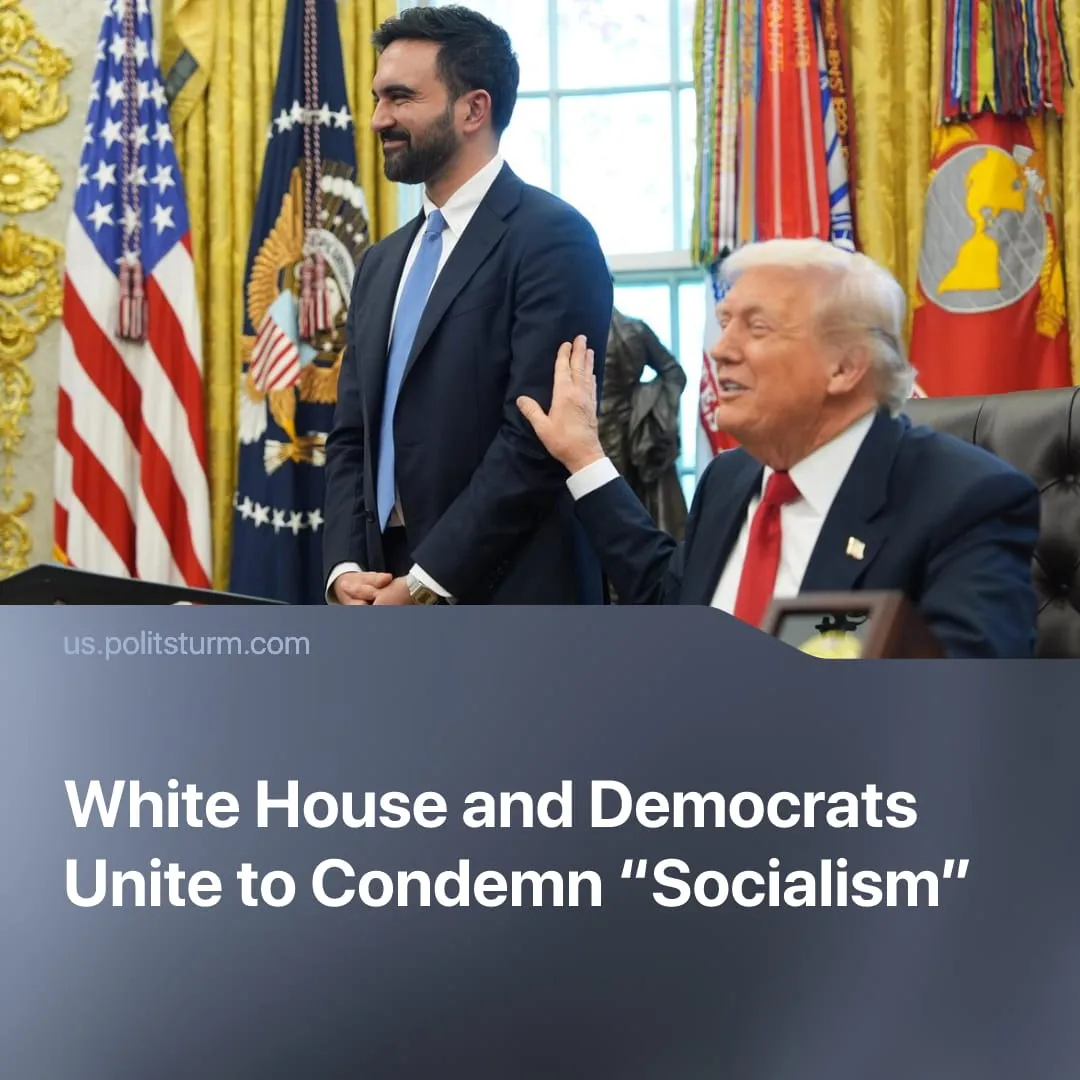 us.politsturm.com
White House and Democrats
Unite to Condemn “Socialism”